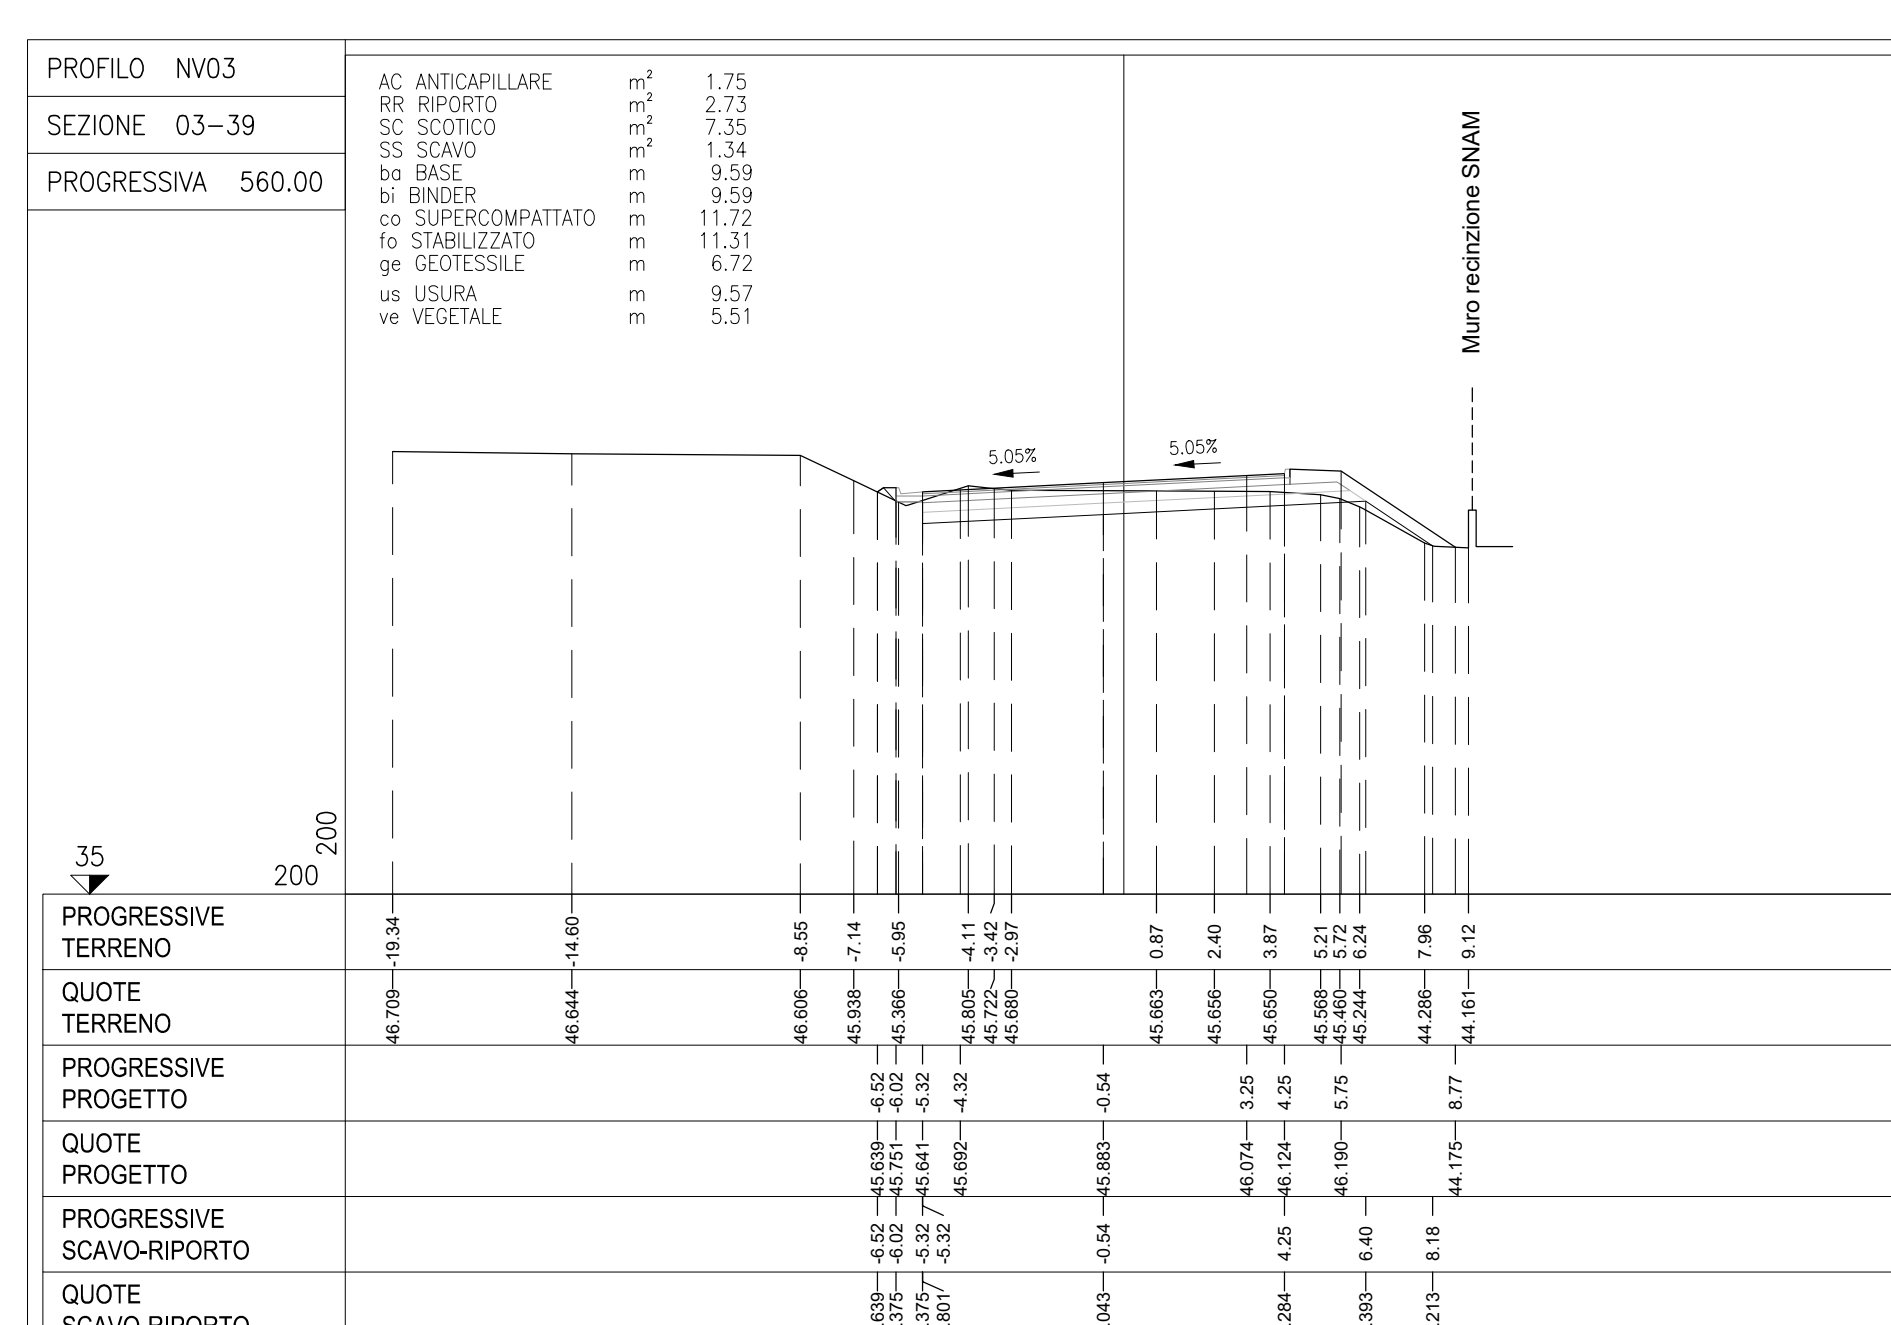 PROFILO NV03
SEZIONE 03-39
PROGRESSIVA 560.00
AC ANTICAPILLARE m² 1.75
RR RIPORTO m² 2.73
SC SCOTICO m² 7.35
SS SCAVO m² 1.34
ba BASE m 9.59
bi BINDER m 9.59
co SUPERCOMPATTATO m 11.72
fo STABILIZZATO m 11.31
ge GEOTESSILE m 6.72
us USURA m 9.57
ve VEGETALE m 5.51
Muro recinzione SNAM
5.05%
5.05%
35
200
200
PROGRESSIVE
TERRENO
-19.34 -14.60 -8.55 -7.14 -5.95 -4.11 -3.42 -2.97 0.87 2.40 3.87 5.21 5.72 6.24 7.96 9.12
QUOTE
TERRENO
46.709 46.644 46.606 45.938 45.366 45.805 45.722 45.680 45.663 45.656 45.650 45.568 45.460 45.244 44.286 44.161
PROGRESSIVE
PROGETTO
-6.52 -6.02 -5.32 -4.32 -0.54 3.25 4.25 5.75 8.77
QUOTE
PROGETTO
45.639 45.751 45.641 45.692 45.883 46.074 46.124 46.190 44.175
PROGRESSIVE
SCAVO-RIPORTO
-6.52 -6.02 -5.32 -5.32 -0.54 4.25 6.40 8.18
QUOTE
SCAVO-RIPORTO
.639 .375 .375 .801 .043 .284 .393 .213